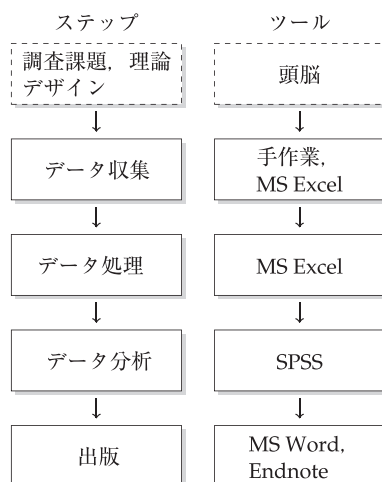 ステップ
ツール
調査課題，理論
デザイン
頭脳
データ収集
手作業，
MS Excel
データ処理
MS Excel
データ分析
SPSS
出版
MS Word,
Endnote